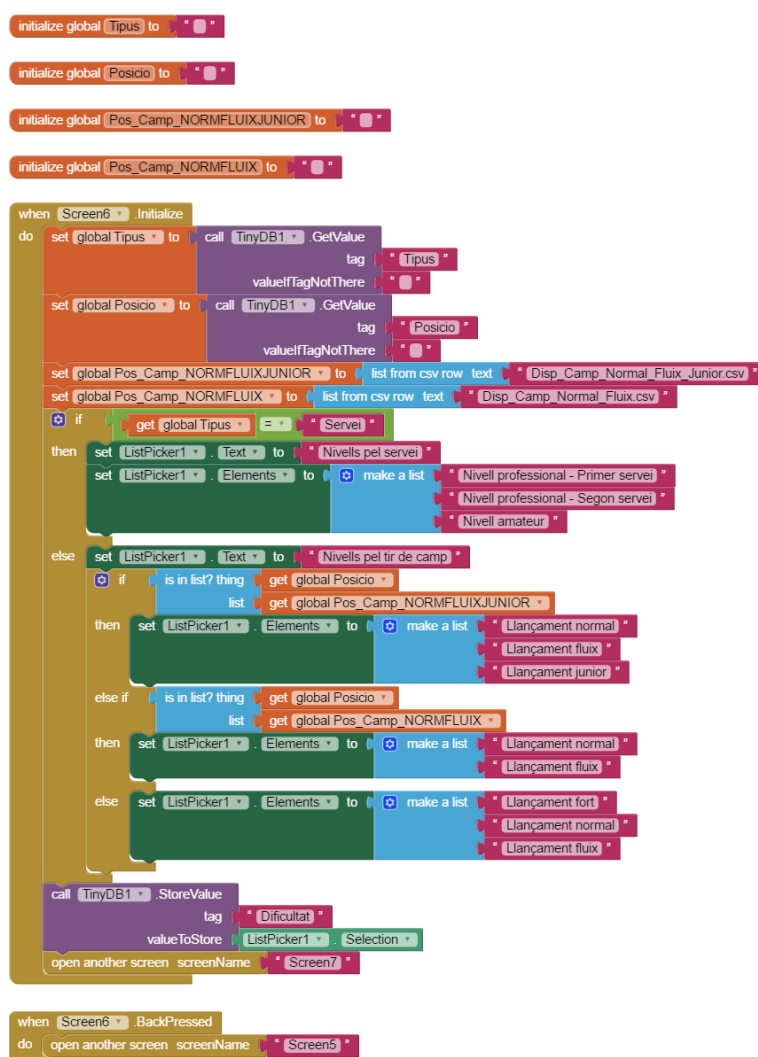 initialize global Tipus to " "
initialize global Posicio to " "
initialize global Pos_Camp_NORMFLUIXJUNIOR to " "
initialize global Pos_Camp_NORMFLUIX to " "
when Screen6 .Initialize
do set global Tipus to call TinyDB1 .GetValue
tag " Tipus "
valueIfTagNotThere " "
set global Posicio to call TinyDB1 .GetValue
tag " Posicio "
valueIfTagNotThere " "
set global Pos_Camp_NORMFLUIXJUNIOR to list from csv row text " Disp_Camp_Normal_Fluix_Junior.csv "
set global Pos_Camp_NORMFLUIX to list from csv row text " Disp_Camp_Normal_Fluix.csv "
if get global Tipus = " Servei "
then set ListPicker1 . Text to " Nivells pel servei "
set ListPicker1 . Elements to make a list " Nivell professional - Primer servei "
" Nivell professional - Segon servei "
" Nivell amateur "
else set ListPicker1 . Text to " Nivells pel tir de camp "
if is in list? thing get global Posicio
list get global Pos_Camp_NORMFLUIXJUNIOR
then set ListPicker1 . Elements to make a list " Llançament normal "
" Llançament fluix "
" Llançament junior "
else if is in list? thing get global Posicio
list get global Pos_Camp_NORMFLUIX
then set ListPicker1 . Elements to make a list " Llançament normal "
" Llançament fluix "
else set ListPicker1 . Elements to make a list " Llançament fort "
" Llançament normal "
" Llançament fluix "
call TinyDB1 .StoreValue
tag " Dificultat "
valueToStore ListPicker1 . Selection
open another screen screenName " Screen7 "
when Screen6 .BackPressed
do open another screen screenName " Screen5 "